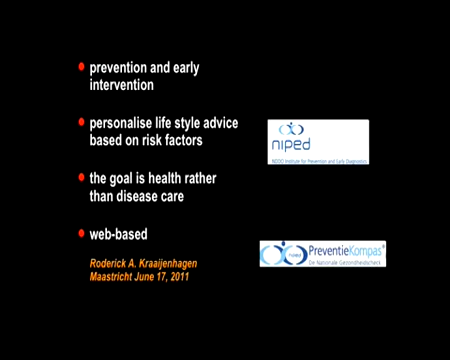 prevention and early
intervention
personalise life style advice
based on risk factors
the goal is health rather
than disease care
web-based
Roderick A. Kraaijenhagen
Maastricht June 17, 2011
niped
NDDO Institute for Prevention and Early Diagnostics
PreventieKompas
De Nationale Gezondheidscheck